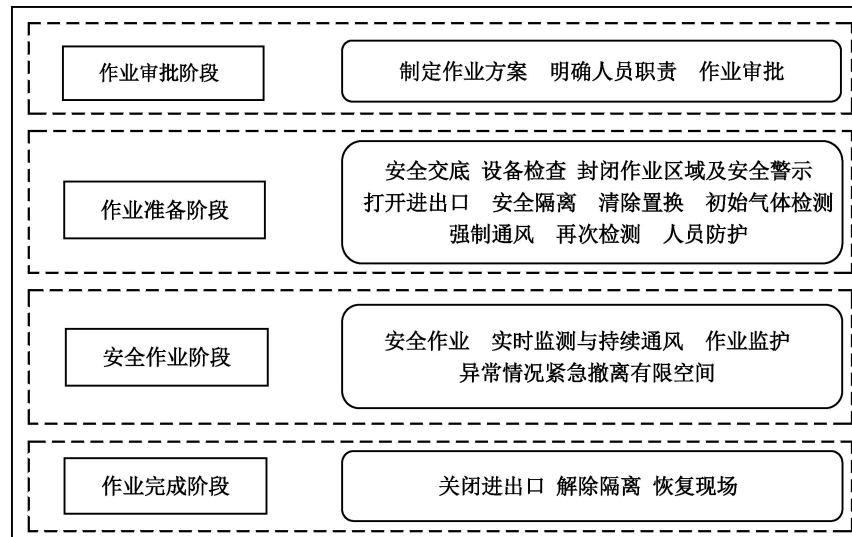 作业审批阶段
制定作业方案 明确人员职责 作业审批
作业准备阶段
安全交底 设备检查 封闭作业区域及安全警示
打开进出口 安全隔离 清除置换 初始气体检测
强制通风 再次检测 人员防护
安全作业阶段
安全作业 实时监测与持续通风 作业监护
异常情况紧急撤离有限空间
作业完成阶段
关闭进出口 解除隔离 恢复现场